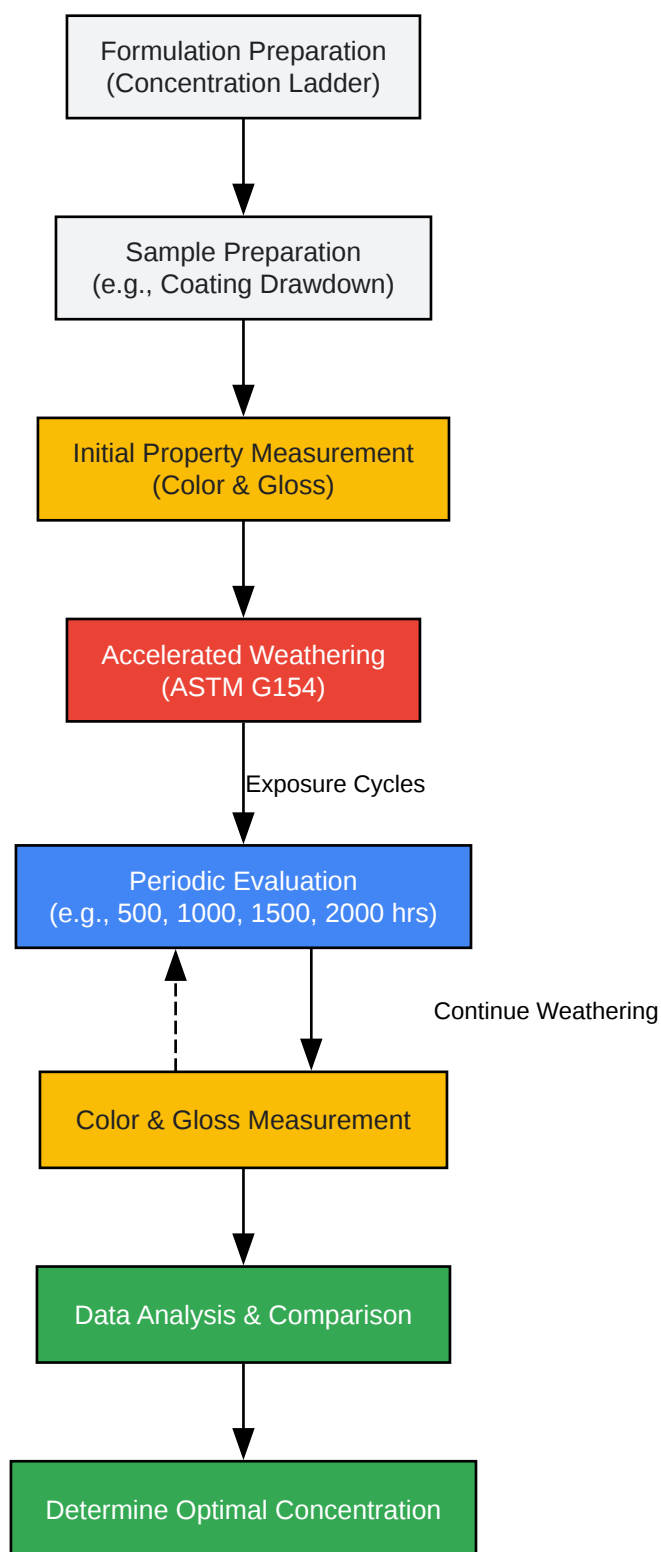 Formulation Preparation
(Concentration Ladder)
Sample Preparation
(e.g., Coating Drawdown)
Initial Property Measurement
(Color & Gloss)
Accelerated Weathering
(ASTM G154)
Exposure Cycles
Periodic Evaluation
(e.g., 500, 1000, 1500, 2000 hrs)
Continue Weathering
Color & Gloss Measurement
Data Analysis & Comparison
Determine Optimal Concentration